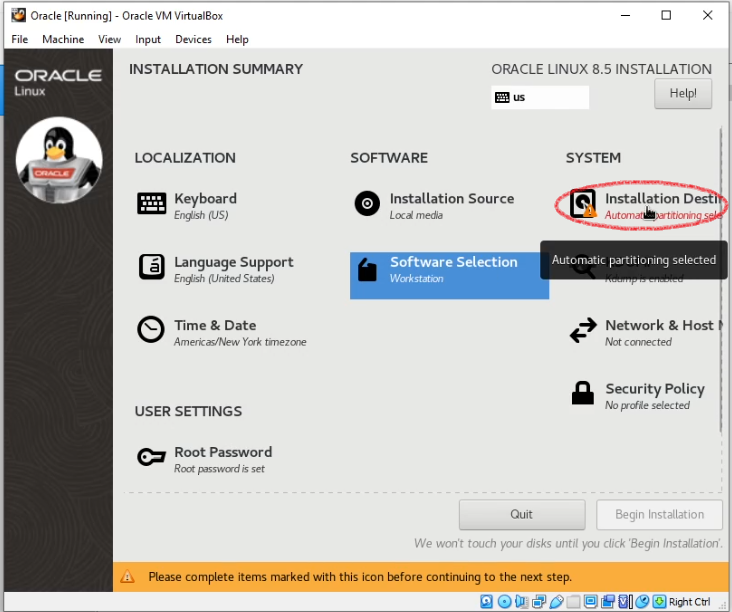 Oracle [Running] - Oracle VM VirtualBox
File Machine View Input Devices Help
ORACLE
Linux
ORACLE
INSTALLATION SUMMARY
ORACLE LINUX 8.5 INSTALLATION
us
Help!
LOCALIZATION
Keyboard
English (US)
Language Support
English (United States)
Time & Date
Americas/New York timezone
USER SETTINGS
Root Password
Root password is set
SOFTWARE
Installation Source
Local media
Software Selection
Workstation
SYSTEM
Installation Desti
Automatic partitioning sele
Automatic partitioning selected
Kdump is enabled
Network & Host N
Not connected
Security Policy
No profile selected
Quit
Begin Installation
We won't touch your disks until you click 'Begin Installation'.
Please complete items marked with this icon before continuing to the next step.
Right Ctrl